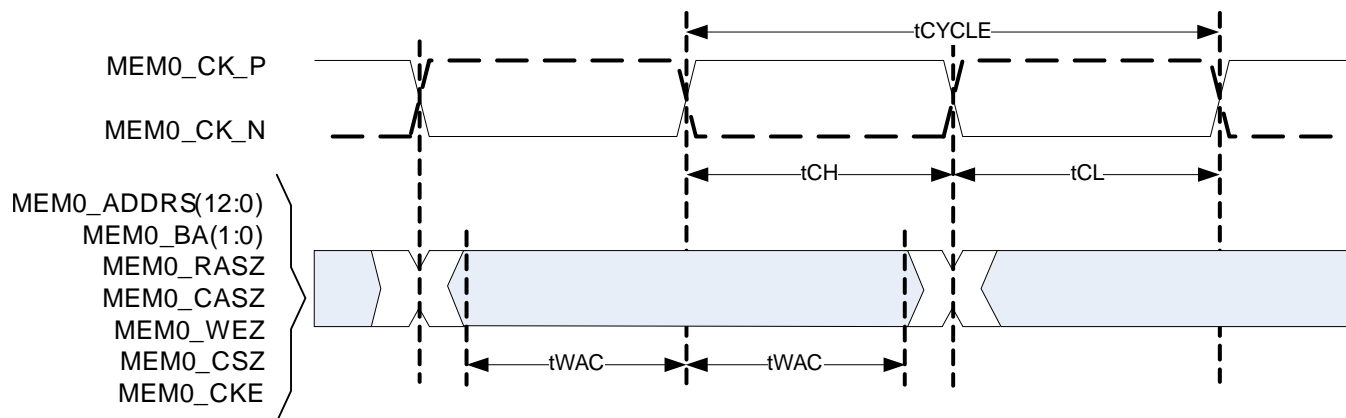 tCYCLE
MEM0_CK_P
MEM0_CK_N
tCH
tCL
MEM0_ADDRS(12:0)
MEM0_BA(1:0)
MEM0_RASZ
MEM0_CASZ
MEM0_WEZ
MEM0_CSZ
MEM0_CKE
tWAC
tWAC